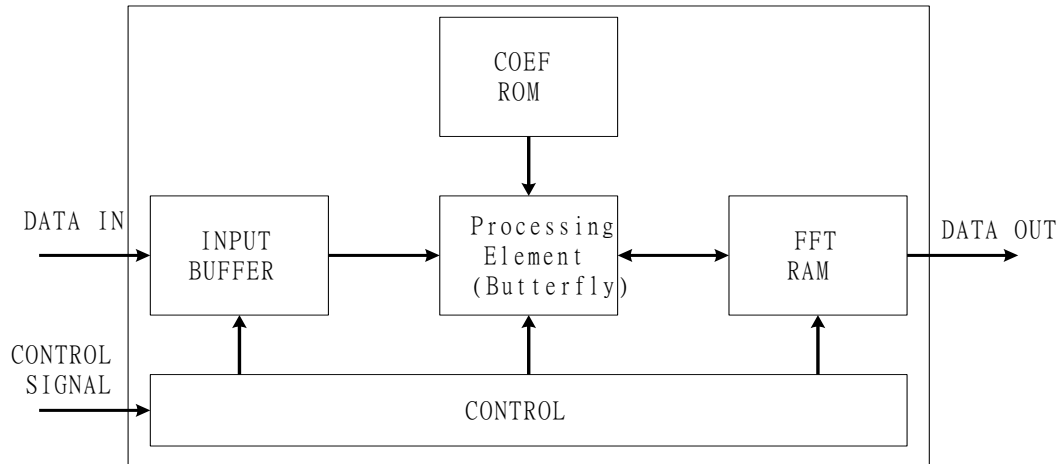 COEF
ROM
DATA IN
INPUT
BUFFER
Processing
Element
(Butterfly)
FFT
RAM
DATA OUT
CONTROL
SIGNAL
CONTROL